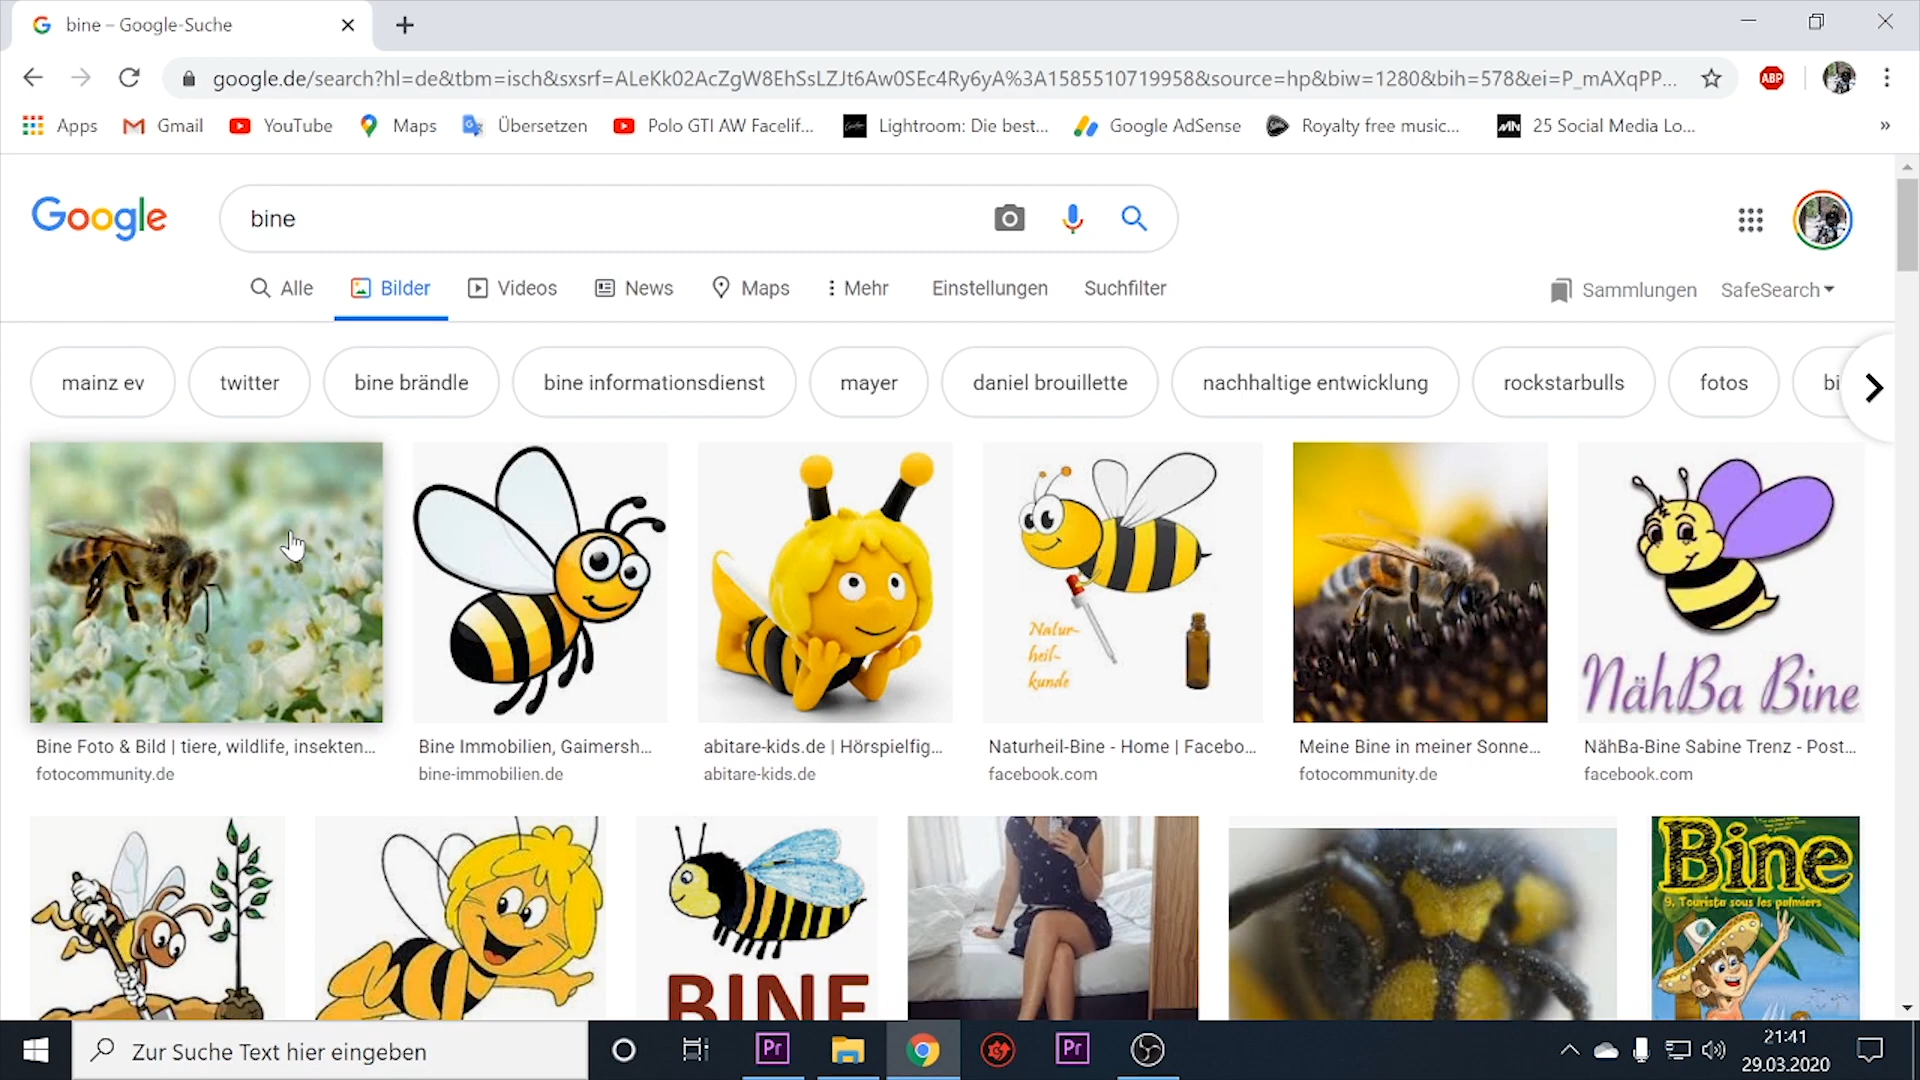 bine – Google-Suche
google.de/search?hl=de&tbm=isch&sxsrf=ALeKk02AcZgW8EhSsLZJt6Aw0SEc4Ry6yA%3A1585510719958&source=hp&biw=1280&bih=578&ei=P_mAXqPP...
ABP
Apps Gmail YouTube Maps Übersetzen Polo GTI AW Facelif... Lightroom: Die best... Google AdSense Royalty free music... 25 Social Media Lo... »
Google bine
Alle Bilder Videos News Maps Mehr Einstellungen Suchfilter Sammlungen SafeSearch
mainz ev twitter bine brändle bine informationsdienst mayer daniel brouillette nachhaltige entwicklung rockstarbulls fotos bi
Natur-
heil-
kunde
NähBa Bine
Bine Foto & Bild | tiere, wildlife, insekten... Bine Immobilien, Gaimersh... abitare-kids.de | Hörspielfig... Naturheil-Bine - Home | Facebo... Meine Bine in meiner Sonne... NähBa-Bine Sabine Trenz - Post...
fotocommunity.de bine-immobilien.de abitare-kids.de facebook.com fotocommunity.de facebook.com
Bine
9. Touriste sous les palmiers
BINE
Zur Suche Text hier eingeben
Pr Pr
21:41
29.03.2020